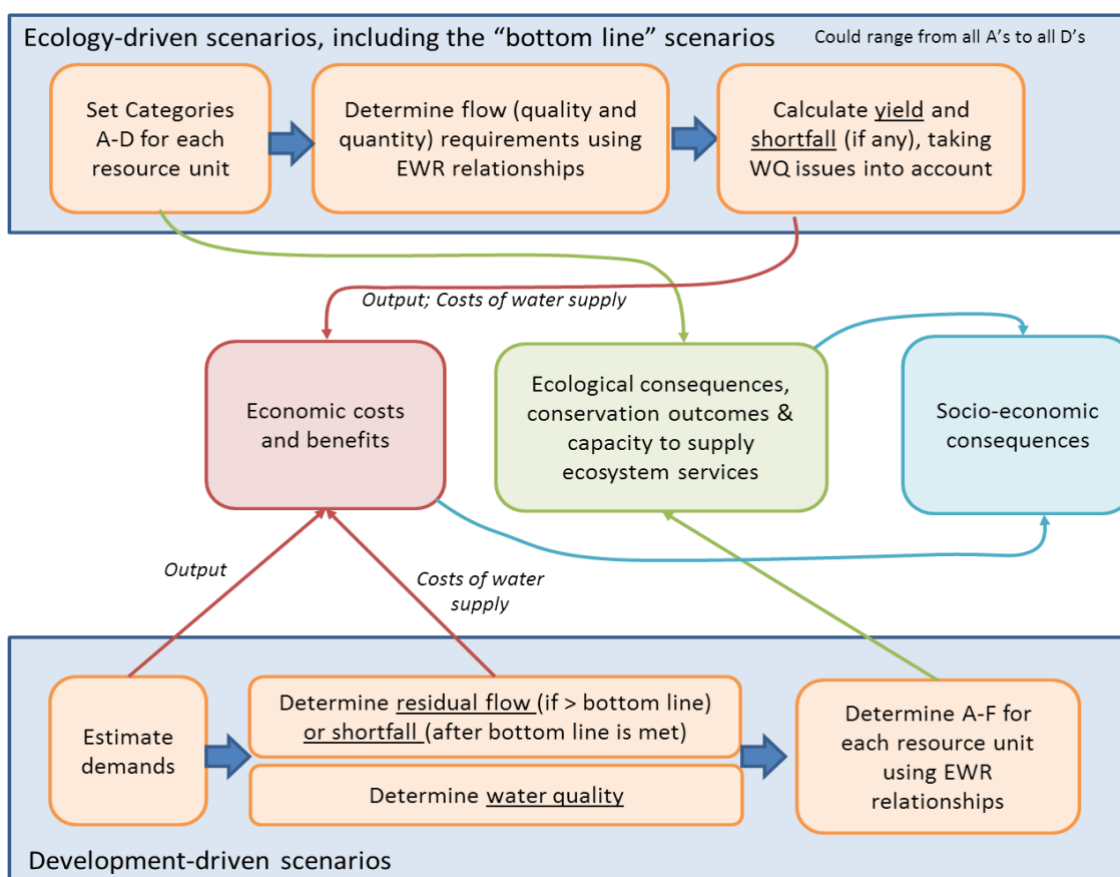 Ecology-driven scenarios, including the “bottom line” scenarios
Could range from all A’s to all D’s
Set Categories
A-D for each
resource unit
Determine flow (quality and
quantity) requirements using
EWR relationships
Calculate yield and
shortfall (if any), taking
WQ issues into account
Output; Costs of water supply
Economic costs
and benefits
Ecological consequences,
conservation outcomes &
capacity to supply
ecosystem services
Socio-economic
consequences
Output
Costs of water
supply
Estimate
demands
Determine residual flow (if > bottom line)
or shortfall (after bottom line is met)
Determine water quality
Determine A-F for
each resource unit
using EWR
relationships
Development-driven scenarios